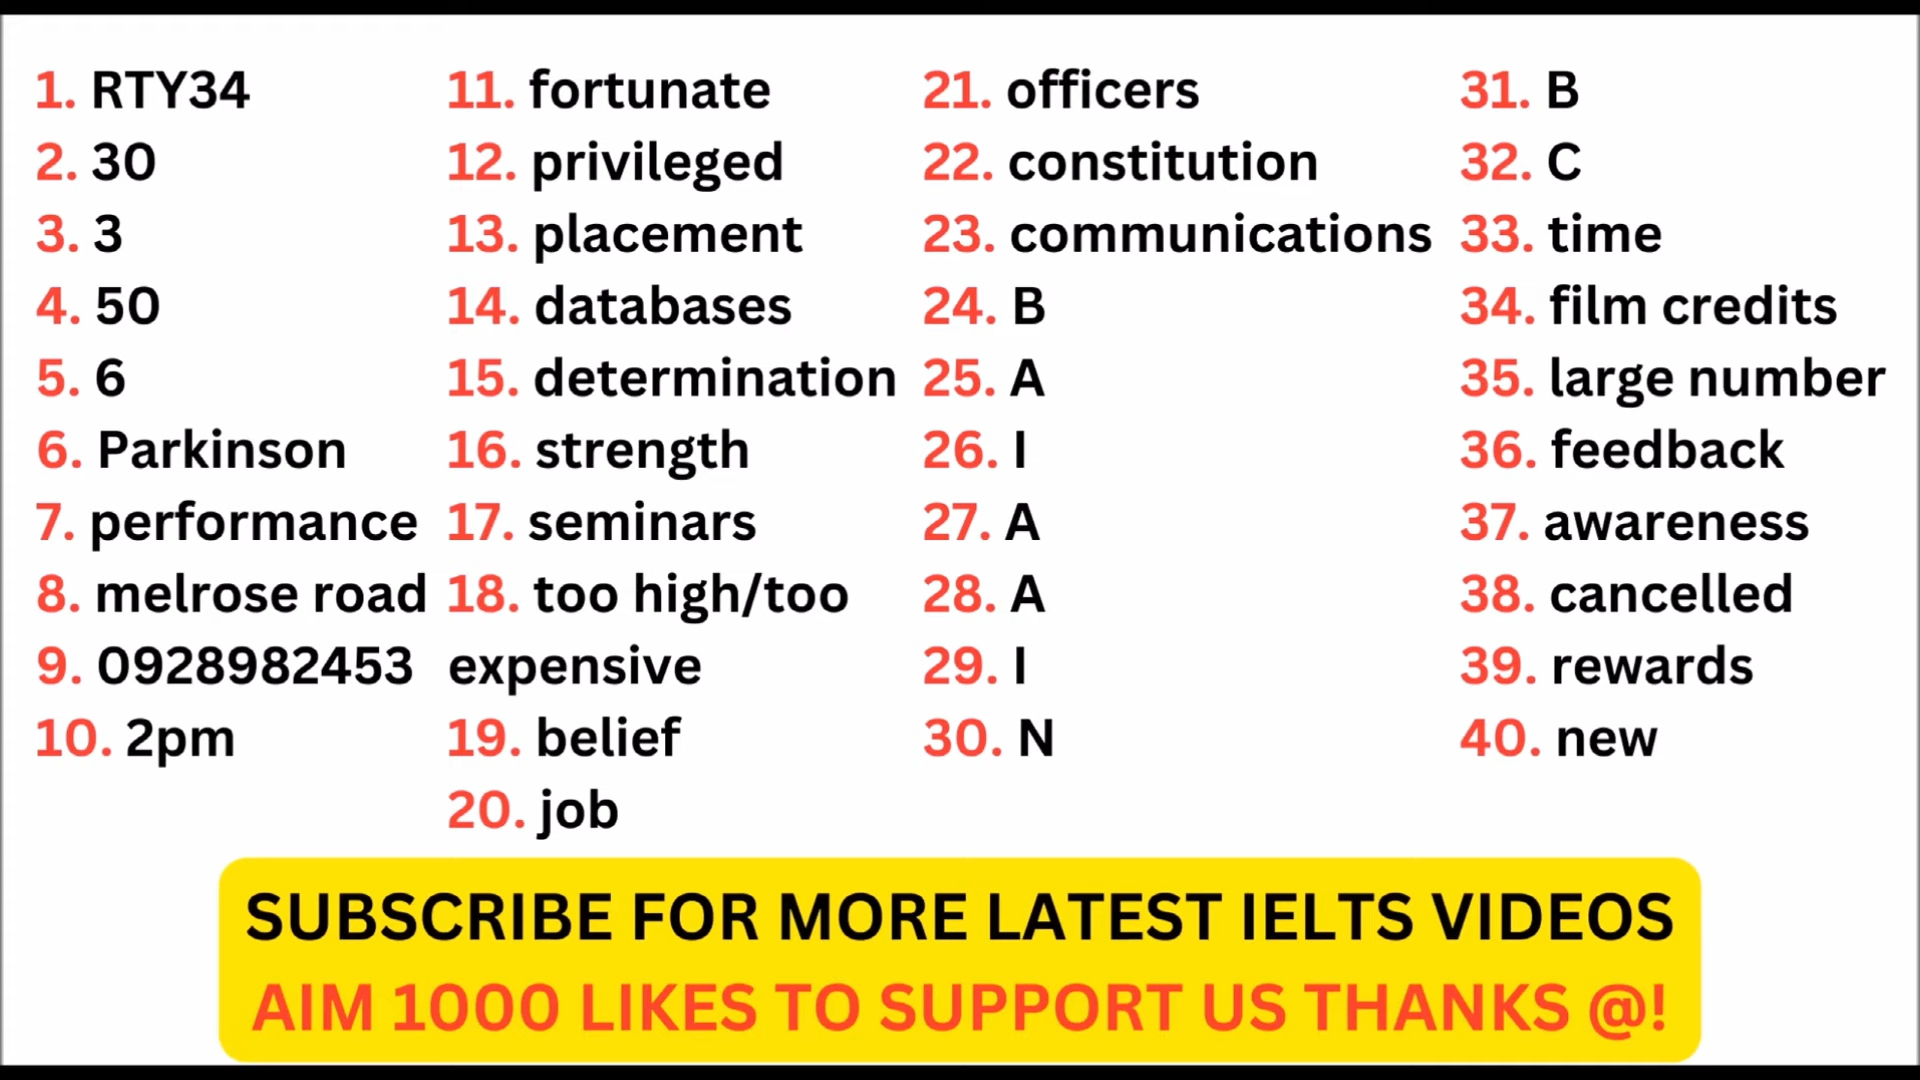 1. RTY34
2. 30
3. 3
4. 50
5. 6
6. Parkinson
7. performance
8. melrose road
9. 0928982453
10. 2pm
11. fortunate
12. privileged
13. placement
14. databases
15. determination
16. strength
17. seminars
18. too high/too
expensive
19. belief
20. job
21. officers
22. constitution
23. communications
24. B
25. A
26. I
27. A
28. A
29. I
30. N
31. B
32. C
33. time
34. film credits
35. large number
36. feedback
37. awareness
38. cancelled
39. rewards
40. new
SUBSCRIBE FOR MORE LATEST IELTS VIDEOS
AIM 1000 LIKES TO SUPPORT US THANKS @!